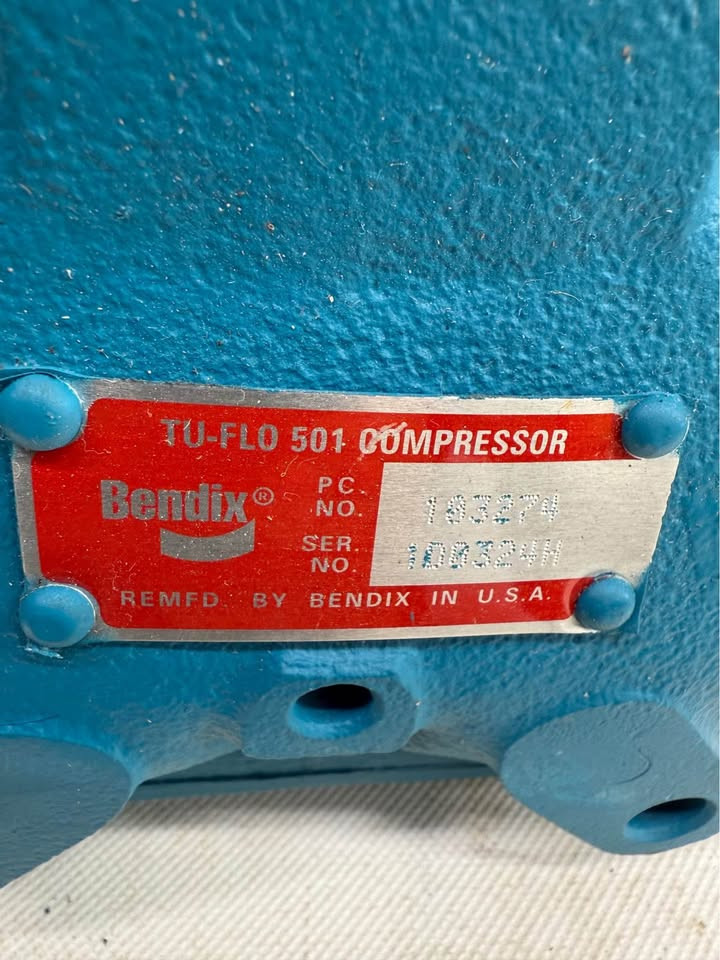 TU-FLO 501 COMPRESSOR
Bendix®
PC. NO. 103274
SER. NO. 1D0324H
REMFD. BY BENDIX IN U.S.A.